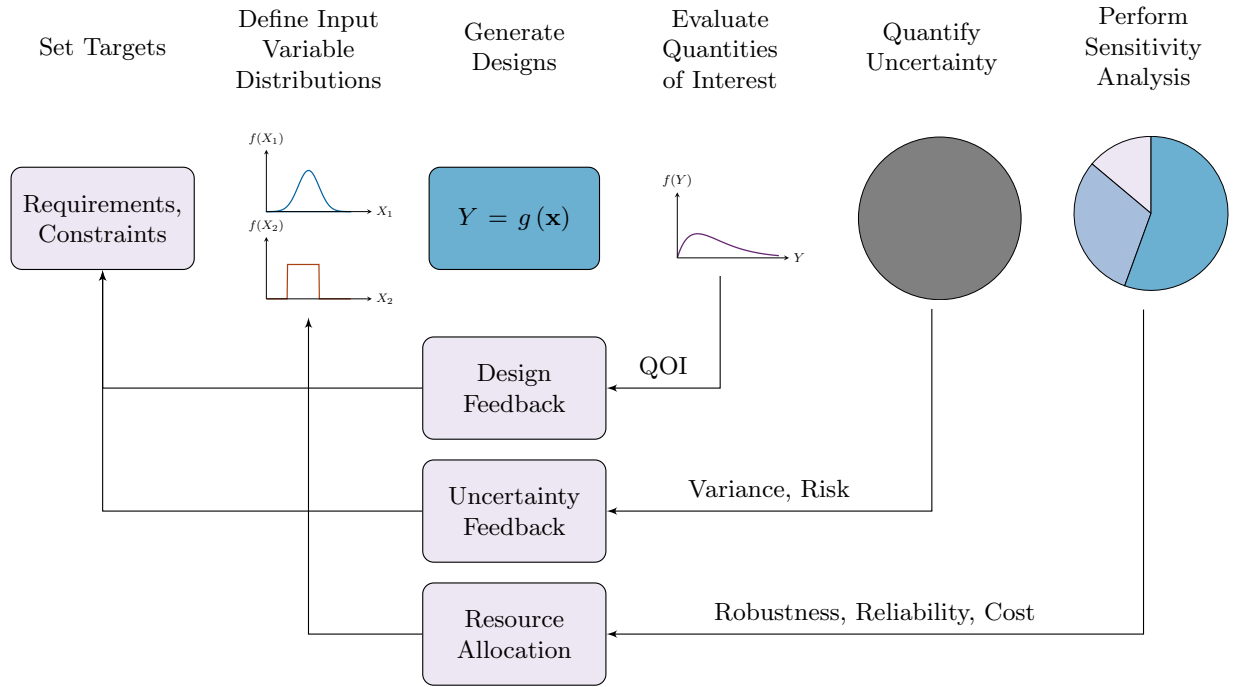 Set Targets
Define Input
Variable
Distributions
Generate
Designs
Evaluate
Quantities
of Interest
Quantify
Uncertainty
Perform
Sensitivity
Analysis
Requirements,
Constraints
f(X₁)
X₁
f(X₂)
X₂
Y = g (𝐱)
f(Y)
Y
Design
Feedback
QOI
Uncertainty
Feedback
Variance, Risk
Resource
Allocation
Robustness, Reliability, Cost